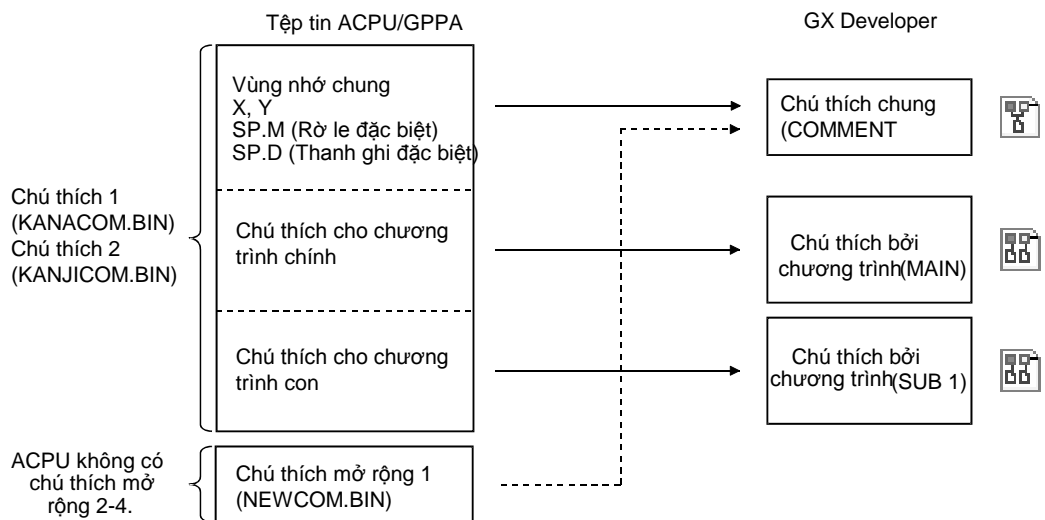 Tệp tin ACPU/GPPA
GX Developer
Vùng nhớ chung
X, Y
SP.M (Rờ le đặc biệt)
SP.D (Thanh ghi đặc biệt)
Chú thích chung
(COMMENT
Chú thích 1
(KANACOM.BIN)
Chú thích 2
(KANJICOM.BIN)
Chú thích cho chương
trình chính
Chú thích bởi
chương trình(MAIN)
Chú thích cho chương
trình con
Chú thích bởi
chương trình(SUB 1)
ACPU không có
chú thích mở
rộng 2-4.
Chú thích mở rộng 1
(NEWCOM.BIN)